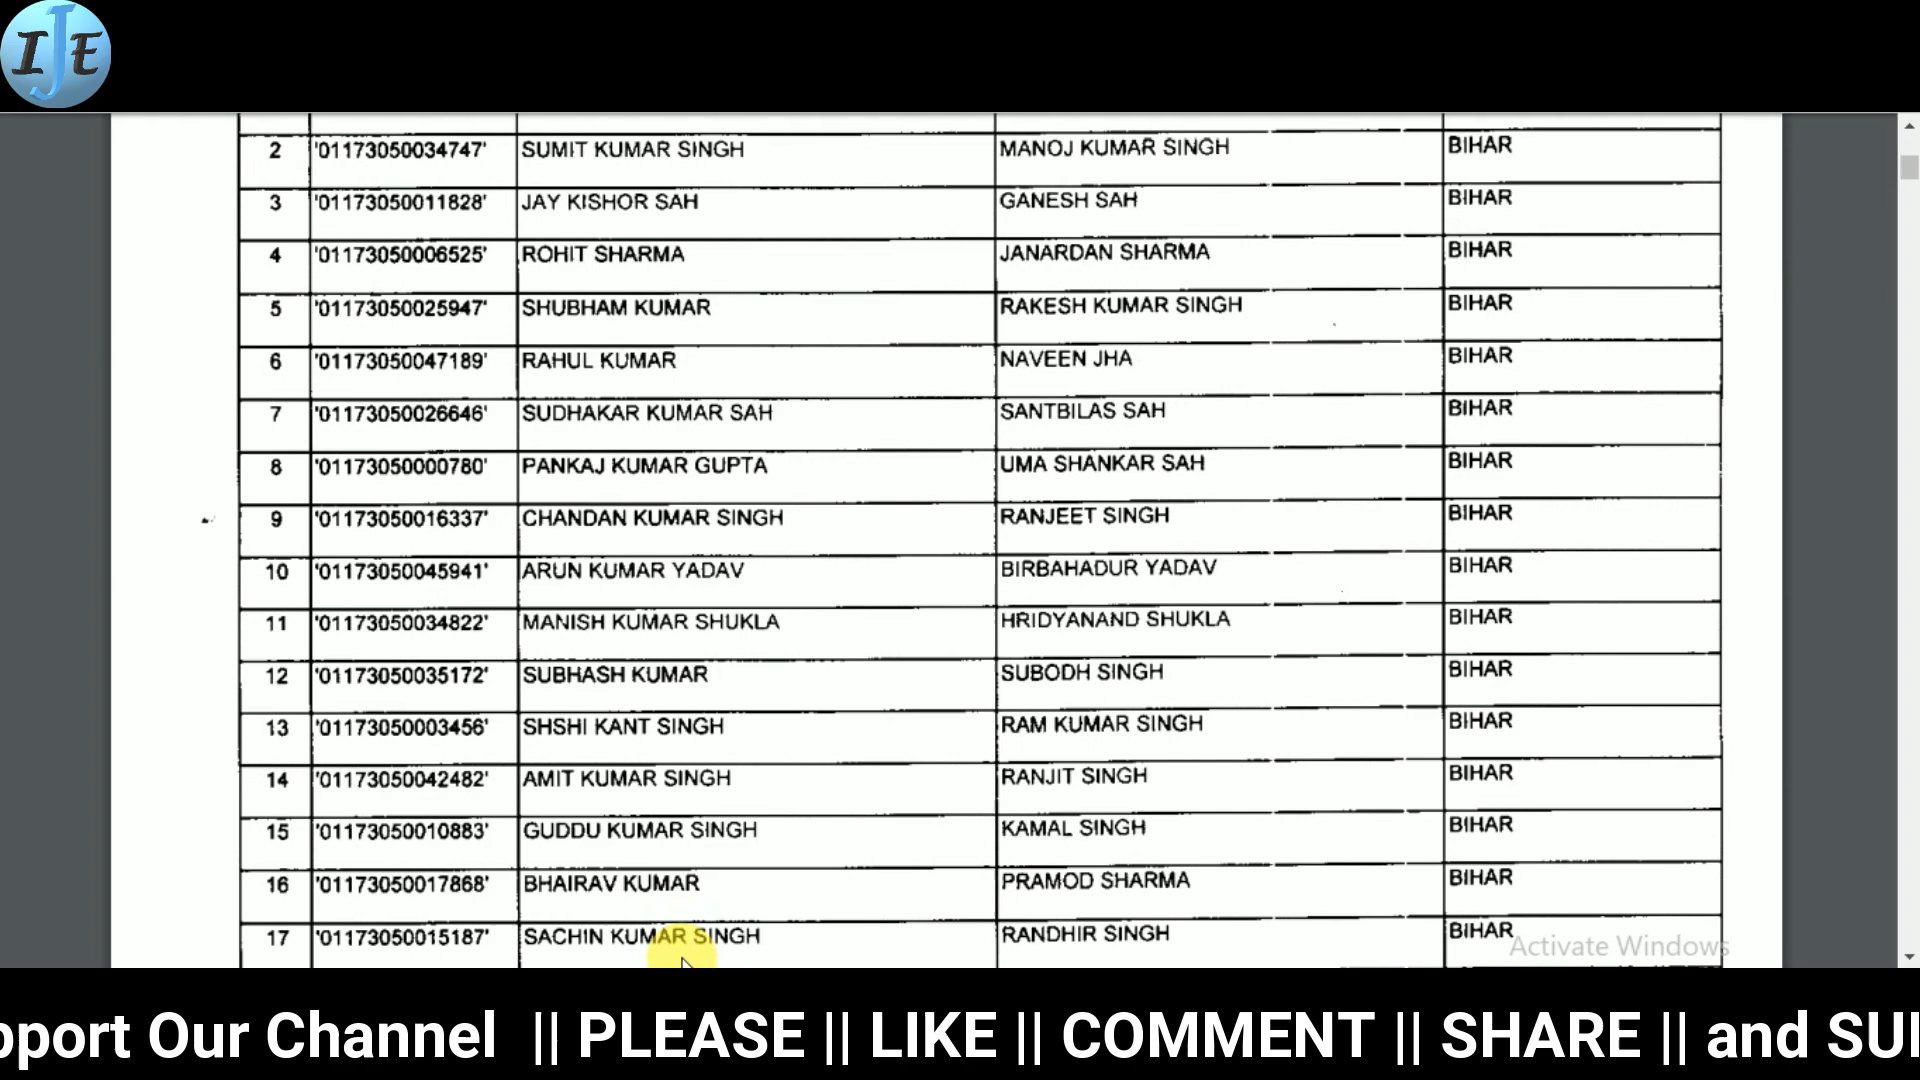 IJE
2 '01173050034747' SUMIT KUMAR SINGH MANOJ KUMAR SINGH BIHAR
3 '01173050011828' JAY KISHOR SAH GANESH SAH BIHAR
4 '01173050006525' ROHIT SHARMA JANARDAN SHARMA BIHAR
5 '01173050025947' SHUBHAM KUMAR RAKESH KUMAR SINGH BIHAR
6 '01173050047189' RAHUL KUMAR NAVEEN JHA BIHAR
7 '01173050026646' SUDHAKAR KUMAR SAH SANTBILAS SAH BIHAR
8 '01173050000780' PANKAJ KUMAR GUPTA UMA SHANKAR SAH BIHAR
9 '01173050016337' CHANDAN KUMAR SINGH RANJEET SINGH BIHAR
10 '01173050045941' ARUN KUMAR YADAV BIRBAHADUR YADAV BIHAR
11 '01173050034822' MANISH KUMAR SHUKLA HRIDYANAND SHUKLA BIHAR
12 '01173050035172' SUBHASH KUMAR SUBODH SINGH BIHAR
13 '01173050003456' SHSHI KANT SINGH RAM KUMAR SINGH BIHAR
14 '01173050042482' AMIT KUMAR SINGH RANJIT SINGH BIHAR
15 '01173050010883' GUDDU KUMAR SINGH KAMAL SINGH BIHAR
16 '01173050017868' BHAIRAV KUMAR PRAMOD SHARMA BIHAR
17 '01173050015187' SACHIN KUMAR SINGH RANDHIR SINGH BIHAR
Activate Windows
pport Our Channel || PLEASE || LIKE || COMMENT || SHARE || and SU